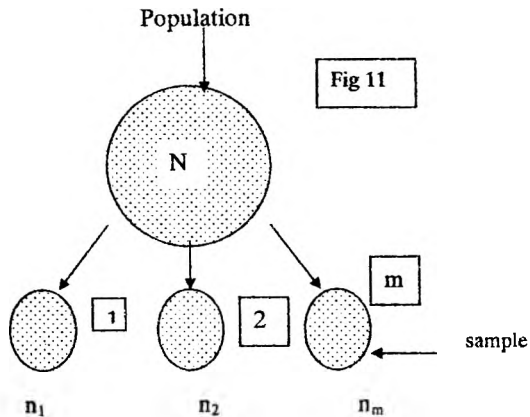 Population
Fig 11
N
m
1
2
sample
n₁ n₂ nₘ